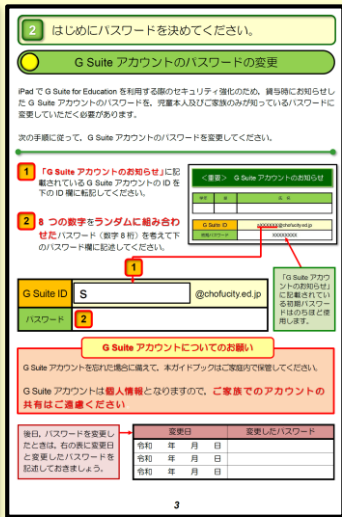 2 はじめにパスワードを決めてください。
G Suite アカウントのパスワードの変更
iPad で G Suite for Education を利用する際のセキュリティ強化のため、貸与時にお知らせし
た G Suite アカウントのパスワードを、児童本人及びご家族のみが知っているパスワードに
変更していただく必要があります。
次の手順に従って、G Suite アカウントのパスワードを変更してください。
1 「G Suite アカウントのお知らせ」に記
載されている G Suite アカウントの ID を
下の ID 欄に転記してください。
2 8 つの数字をランダムに組み合わ
せたパスワード(数字 8 桁)を考えて下
のパスワード欄に記述してください。
<重要> G Suite アカウントのお知らせ
G Suite ID
@chofucity.ed.jp
初期パスワード
XXXXXXXX
1
G Suite ID S @chofucity.ed.jp
パスワード 2
「G Suite アカウ
ントのお知らせ」
に記載されてい
る初期パスワー
ドはのちほど使
用します。
G Suite アカウントについてのお願い
G Suite アカウントを忘れた場合に備えて、本ガイドブックはご家庭内で保管してください。
G Suite アカウントは個人情報となりますので、ご家族でのアカウントの
共有はご遠慮ください
後日、パスワードを変更し
たときは、右の表に変更日
と変更したパスワードを
記述しておきましょう。
変更日 変更したパスワード
令和 年 月 日
令和 年 月 日
令和 年 月 日
3